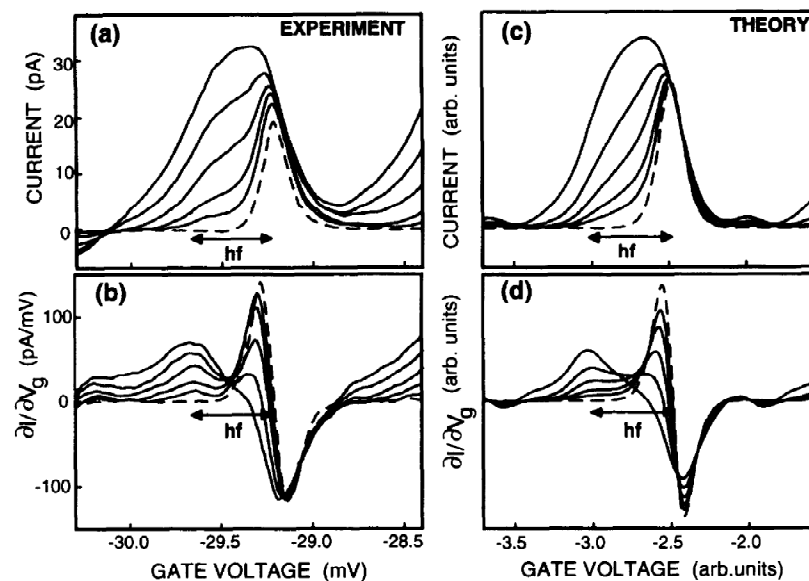 (a) EXPERIMENT
CURRENT (pA)
30
20
10
0
hf
(b)
∂I/∂Vg (pA/mV)
100
0
-100
hf
-30.0 -29.5 -29.0 -28.5
GATE VOLTAGE (mV)
(c) THEORY
CURRENT (arb. units)
hf
(d)
∂I/∂Vg (arb. units)
hf
-3.5 -3.0 -2.5 -2.0
GATE VOLTAGE (arb.units)